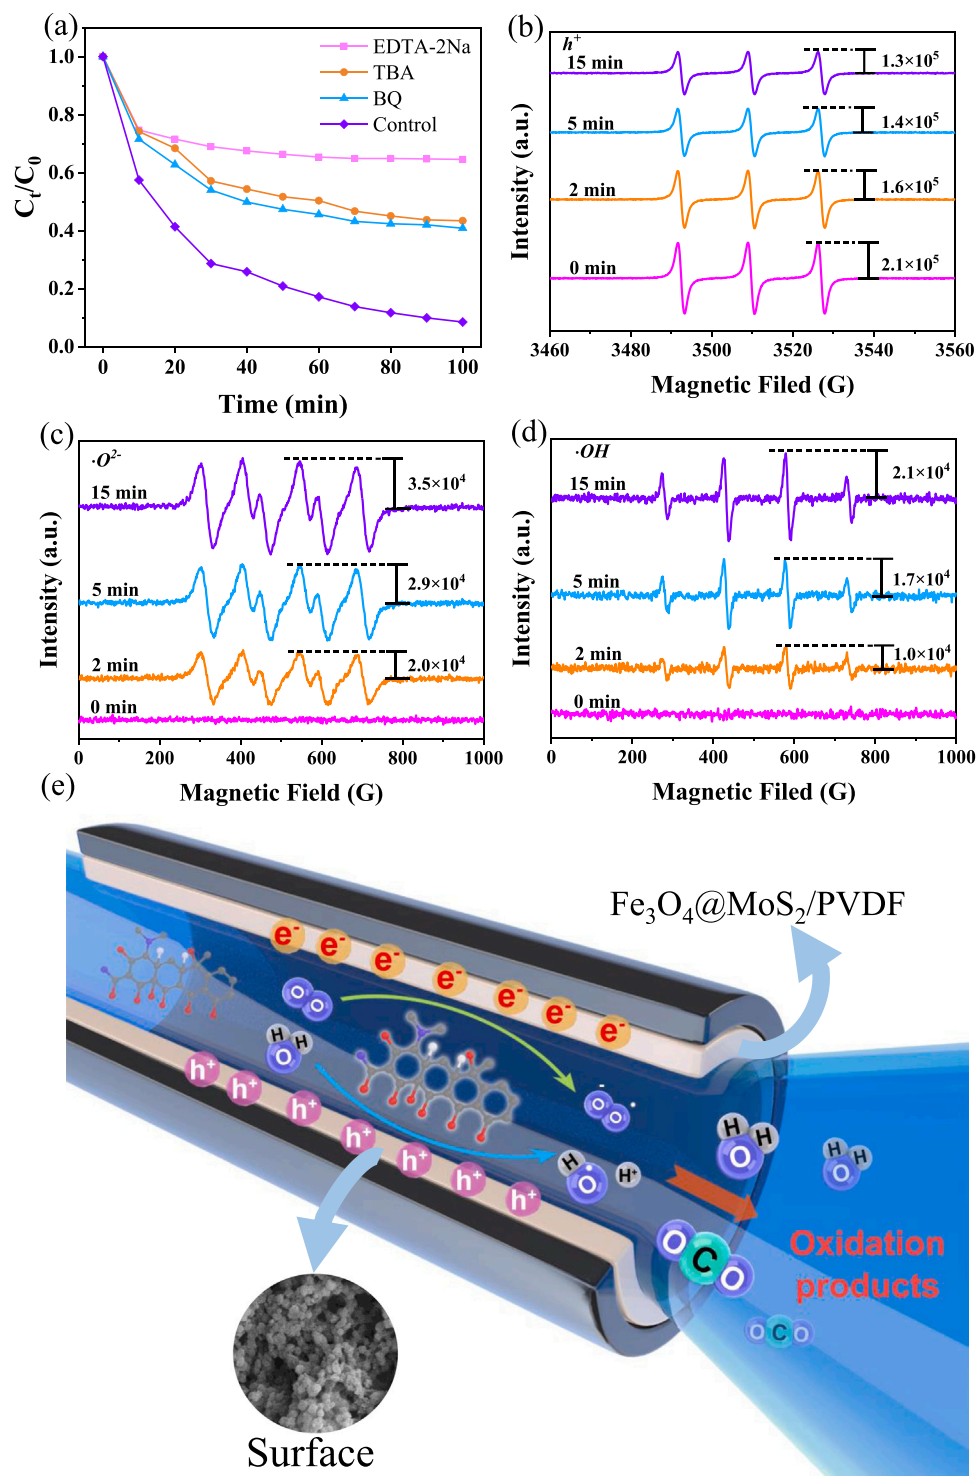 (a)
EDTA-2Na
TBA
BQ
Control
1.0
0.8
0.6
0.4
0.2
0.0
Ct/C0
0 20 40 60 80 100
Time (min)
(b)
h⁺
15 min
1.3×10⁵
5 min
1.4×10⁵
2 min
1.6×10⁵
0 min
2.1×10⁵
Intensity (a.u.)
3460 3480 3500 3520 3540 3560
Magnetic Filed (G)
(c)
·O²⁻
15 min
3.5×10⁴
5 min
2.9×10⁴
2 min
2.0×10⁴
0 min
Intensity (a.u.)
0 200 400 600 800 1000
Magnetic Field (G)
(d)
·OH
15 min
2.1×10⁴
5 min
1.7×10⁴
2 min
1.0×10⁴
0 min
Intensity (a.u.)
0 200 400 600 800 1000
Magnetic Filed (G)
(e)
Fe₃O₄@MoS₂/PVDF
e⁻ e⁻ e⁻ e⁻ e⁻ e⁻ e⁻
O O
H H
O
h⁺ h⁺ h⁺ h⁺ h⁺ h⁺ h⁺
O O
H
O
H⁺
H H
O
H H
O
O C O
Oxidation
products
O C O
Surface